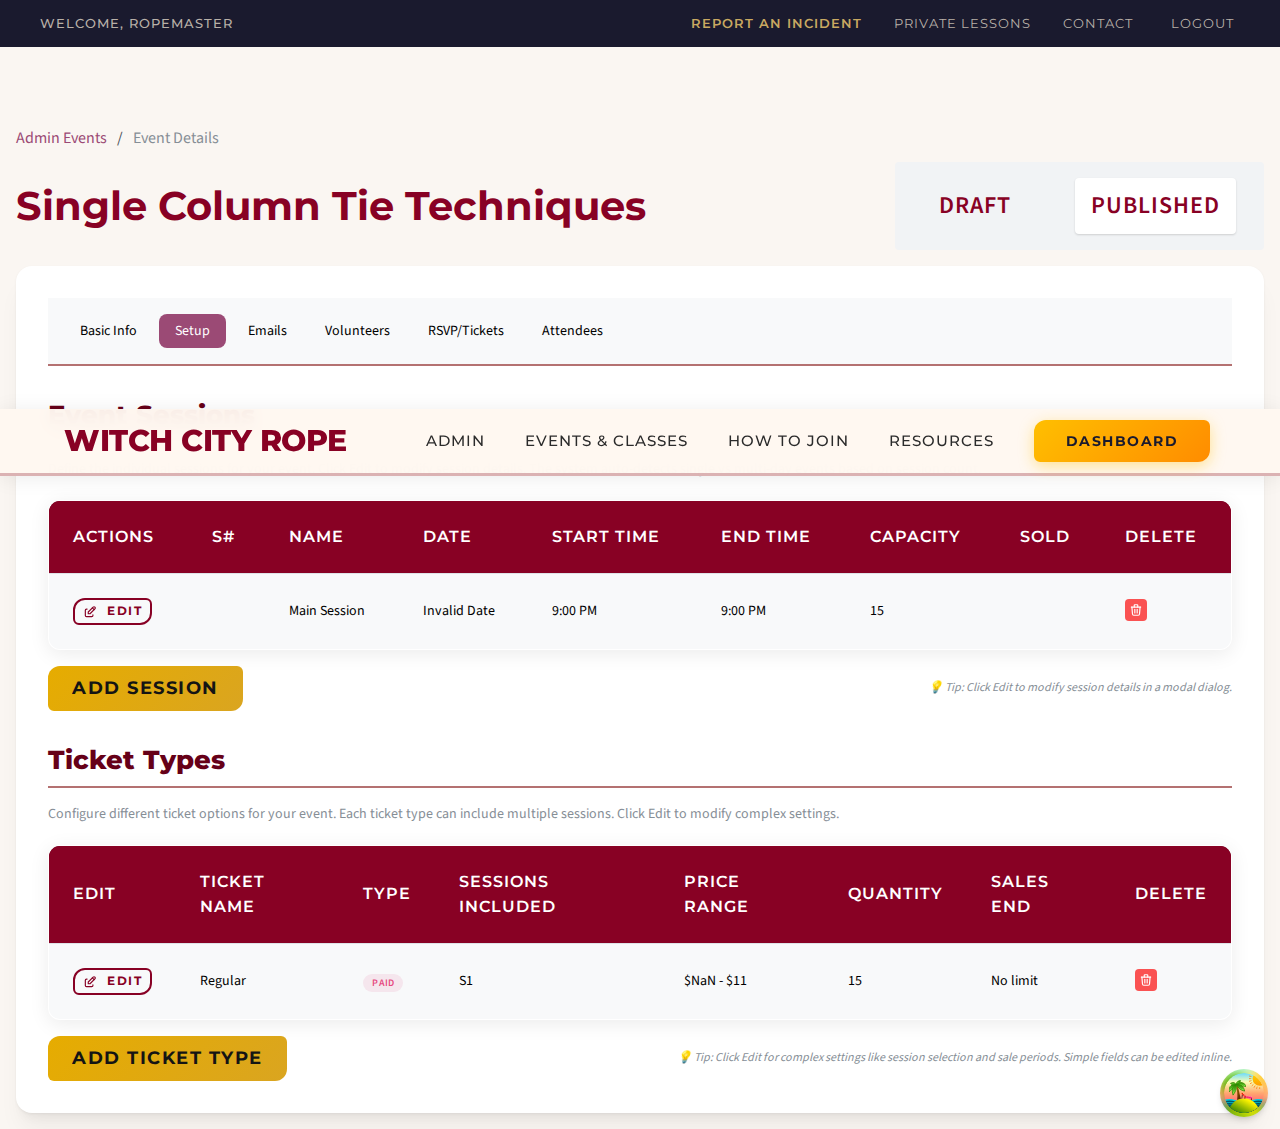 WELCOME, ROPEMASTER
REPORT AN INCIDENT PRIVATE LESSONS CONTACT LOGOUT
Admin Events / Event Details
Single Column Tie Techniques
DRAFT PUBLISHED
Basic Info Setup Emails Volunteers RSVP/Tickets Attendees
Event Sessions
WITCH CITY ROPE ADMIN EVENTS & CLASSES HOW TO JOIN RESOURCES DASHBOARD
ACTIONS S# NAME DATE START TIME END TIME CAPACITY SOLD DELETE
EDIT Main Session Invalid Date 9:00 PM 9:00 PM 15
ADD SESSION
💡 Tip: Click Edit to modify session details in a modal dialog.
Ticket Types
Configure different ticket options for your event. Each ticket type can include multiple sessions. Click Edit to modify complex settings.
EDIT TICKET NAME TYPE SESSIONS INCLUDED PRICE RANGE QUANTITY SALES END DELETE
EDIT Regular PAID S1 $NaN - $11 15 No limit
ADD TICKET TYPE
💡 Tip: Click Edit for complex settings like session selection and sale periods. Simple fields can be edited inline.